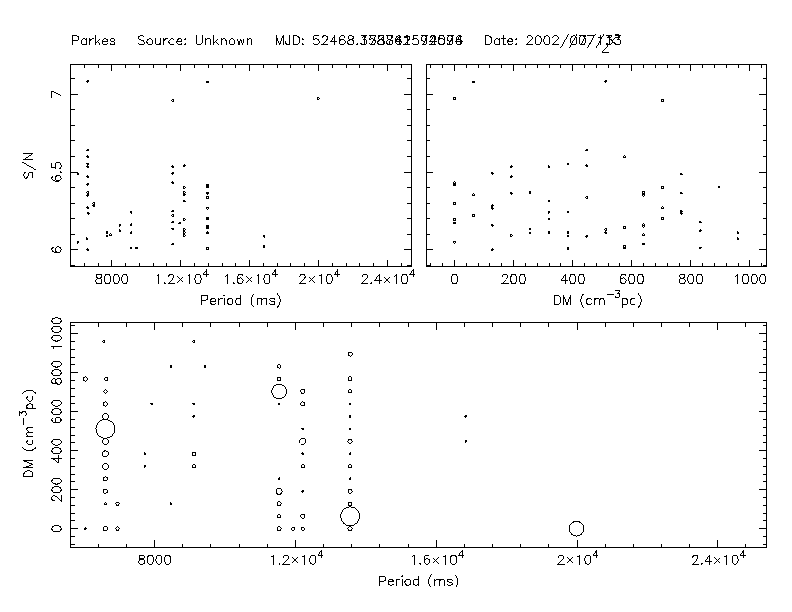 Parkes Source: Unknown MJD: Date:
S/N
7
6.5
6
8000 1.2×10⁴ 1.6×10⁴ 2×10⁴ 2.4×10⁴
Period (ms)
0 200 400 600 800 1000
DM (cm⁻³pc)
DM (cm⁻³pc)
1000
800
600
400
200
0
8000 1.2×10⁴ 1.6×10⁴ 2×10⁴ 2.4×10⁴
Period (ms)